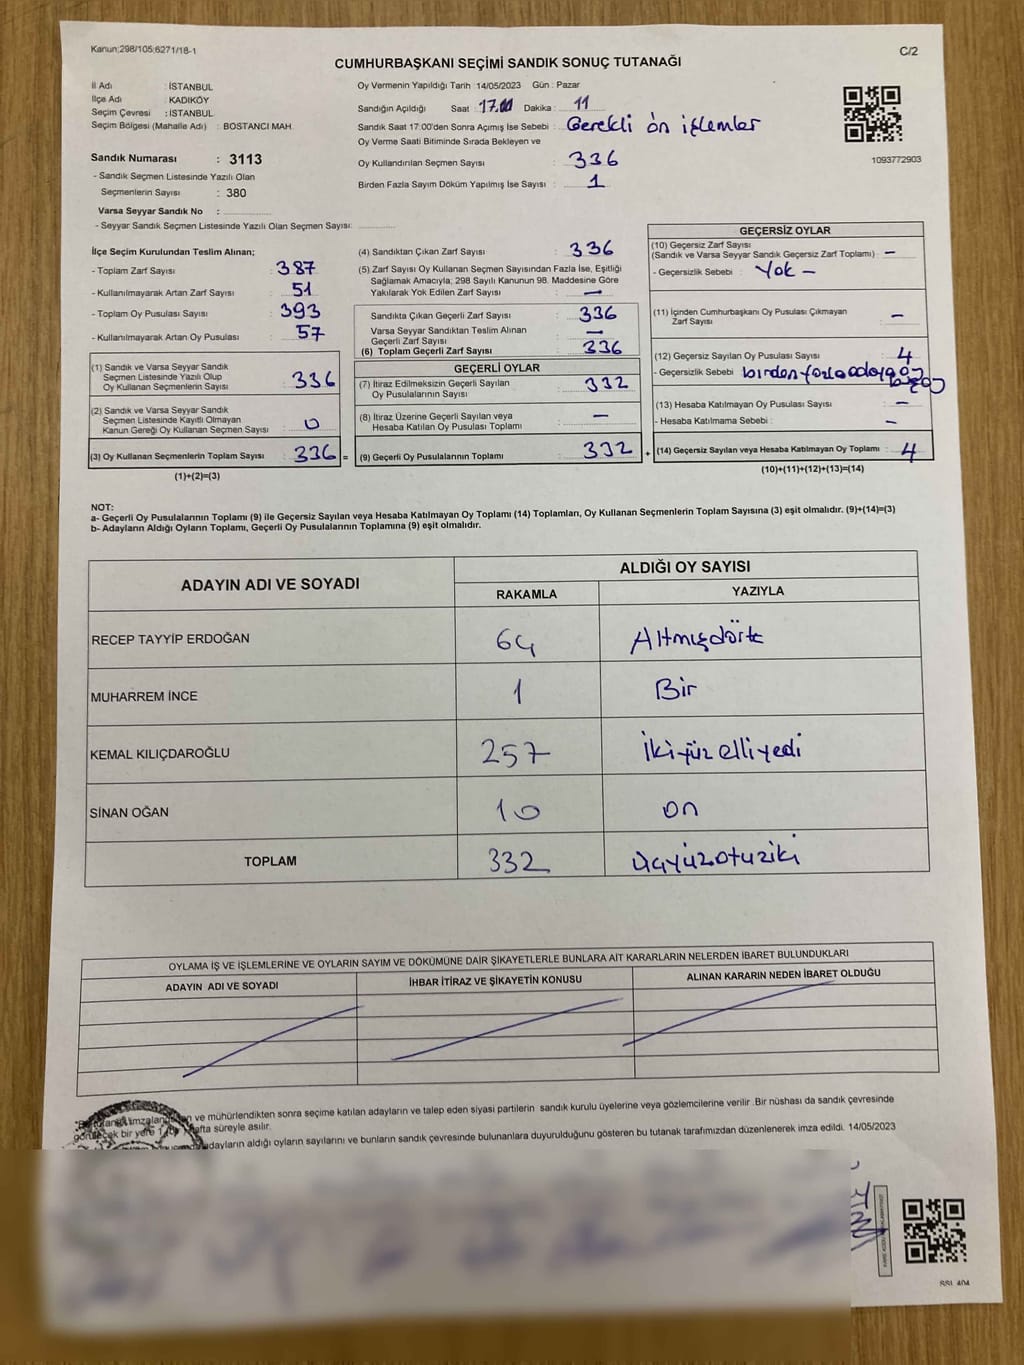 Kanun;298/105;6271/18-1
C/2
CUMHURBAŞKANI SEÇİMİ SANDIK SONUÇ TUTANAĞI
İl Adı : İSTANBUL
İlçe Adı : KADIKÖY
Seçim Çevresi : İSTANBUL
Seçim Bölgesi (Mahalle Adı) : BOSTANCI MAH.
Sandık Numarası : 3113
- Sandık Seçmen Listesinde Yazılı Olan
Seçmenlerin Sayısı : 380
Varsa Seyyar Sandık No :
- Seyyar Sandık Seçmen Listesinde Yazılı Olan Seçmen Sayısı:
Oy Vermenin Yapıldığı Tarih : 14/05/2023 Gün : Pazar
Sandığın Açıldığı Saat : 17.00 Dakika : 11
Sandık Saat 17:00'den Sonra Açımış İse Sebebi : Gerekli ön işlemler
Oy Verme Saati Bitiminde Sırada Bekleyen ve
Oy Kullandırılan Seçmen Sayısı : 336
Birden Fazla Sayım Döküm Yapılmış İse Sayısı : 1
1093772903
İlçe Seçim Kurulundan Teslim Alınan;
- Toplam Zarf Sayısı : 387
- Kullanılmayarak Artan Zarf Sayısı : 51
- Toplam Oy Pusulası Sayısı : 393
- Kullanılmayarak Artan Oy Pusulası : 57
(1) Sandık ve Varsa Seyyar Sandık
Seçmen Listesinde Yazılı Olup
Oy Kullanan Seçmenlerin Sayısı : 336
(2) Sandık ve Varsa Seyyar Sandık
Seçmen Listesinde Kayıtlı Olmayan
Kanun Gereği Oy Kullanan Seçmen Sayısı : 0
(3) Oy Kullanan Seçmenlerin Toplam Sayısı : 336 =
(1)+(2)=(3)
(4) Sandıktan Çıkan Zarf Sayısı : 336
(5) Zarf Sayısı Oy Kullanan Seçmen Sayısından Fazla İse, Eşitliği
Sağlamak Amacıyla; 298 Sayılı Kanunun 98. Maddesine Göre
Yakılarak Yok Edilen Zarf Sayısı : —
Sandıkta Çıkan Geçerli Zarf Sayısı : 336
Varsa Seyyar Sandıktan Teslim Alınan
Geçerli Zarf Sayısı : —
(6) Toplam Geçerli Zarf Sayısı : 336
GEÇERLİ OYLAR
(7) İtiraz Edilmeksizin Geçerli Sayılan
Oy Pusulalarının Sayısı : 332
(8) İtiraz Üzerine Geçerli Sayılan veya
Hesaba Katılan Oy Pusulası Toplamı : —
(9) Geçerli Oy Pusulalarının Toplamı : 332 +
GEÇERSİZ OYLAR
(10) Geçersiz Zarf Sayısı
(Sandık ve Varsa Seyyar Sandık Geçersiz Zarf Toplamı) : —
- Geçersizlik Sebebi : Yok —
(11) İçinden Cumhurbaşkanı Oy Pusulası Çıkmayan
Zarf Sayısı : —
(12) Geçersiz Sayılan Oy Pusulası Sayısı : 4
- Geçersizlik Sebebi birden fazla adaya oy
(13) Hesaba Katılmayan Oy Pusulası Sayısı : —
- Hesaba Katılmama Sebebi : —
(14) Geçersiz Sayılan veya Hesaba Katılmayan Oy Toplamı : 4
(10)+(11)+(12)+(13)=(14)
NOT:
a- Geçerli Oy Pusulalarının Toplamı (9) ile Geçersiz Sayılan veya Hesaba Katılmayan Oy Toplamı (14) Toplamları, Oy Kullanan Seçmenlerin Toplam Sayısına (3) eşit olmalıdır. (9)+(14)=(3)
b- Adayların Aldığı Oyların Toplamı, Geçerli Oy Pusulalarının Toplamına (9) eşit olmalıdır.
ADAYIN ADI VE SOYADI ALDIĞI OY SAYISI
RAKAMLA YAZIYLA
RECEP TAYYİP ERDOĞAN 64 Altmışdört
MUHARREM İNCE 1 Bir
KEMAL KILIÇDAROĞLU 257 İkiyüz elliyedi
SİNAN OĞAN 10 on
TOPLAM 332 üçyüzotuziki
OYLAMA İŞ VE İŞLEMLERİNE VE OYLARIN SAYIM VE DÖKÜMÜNE DAİR ŞİKAYETLERLE BUNLARA AİT KARARLARIN NELERDEN İBARET BULUNDUKLARI
ADAYIN ADI VE SOYADI İHBAR İTİRAZ VE ŞİKAYETİN KONUSU ALINAN KARARIN NEDEN İBARET OLDUĞU
ve mühürlendikten sonra seçime katılan adayların ve talep eden siyasi partilerin sandık kurulu üyelerine veya gözlemcilerine verilir .Bir nüshası da sandık çevresinde
bir yere 1 hafta süreyle asılır.
adayların aldığı oyların sayılarını ve bunların sandık çevresinde bulunanlara duyurulduğunu gösteren bu tutanak tarafımızdan düzenlenerek imza edildi. 14/05/2023